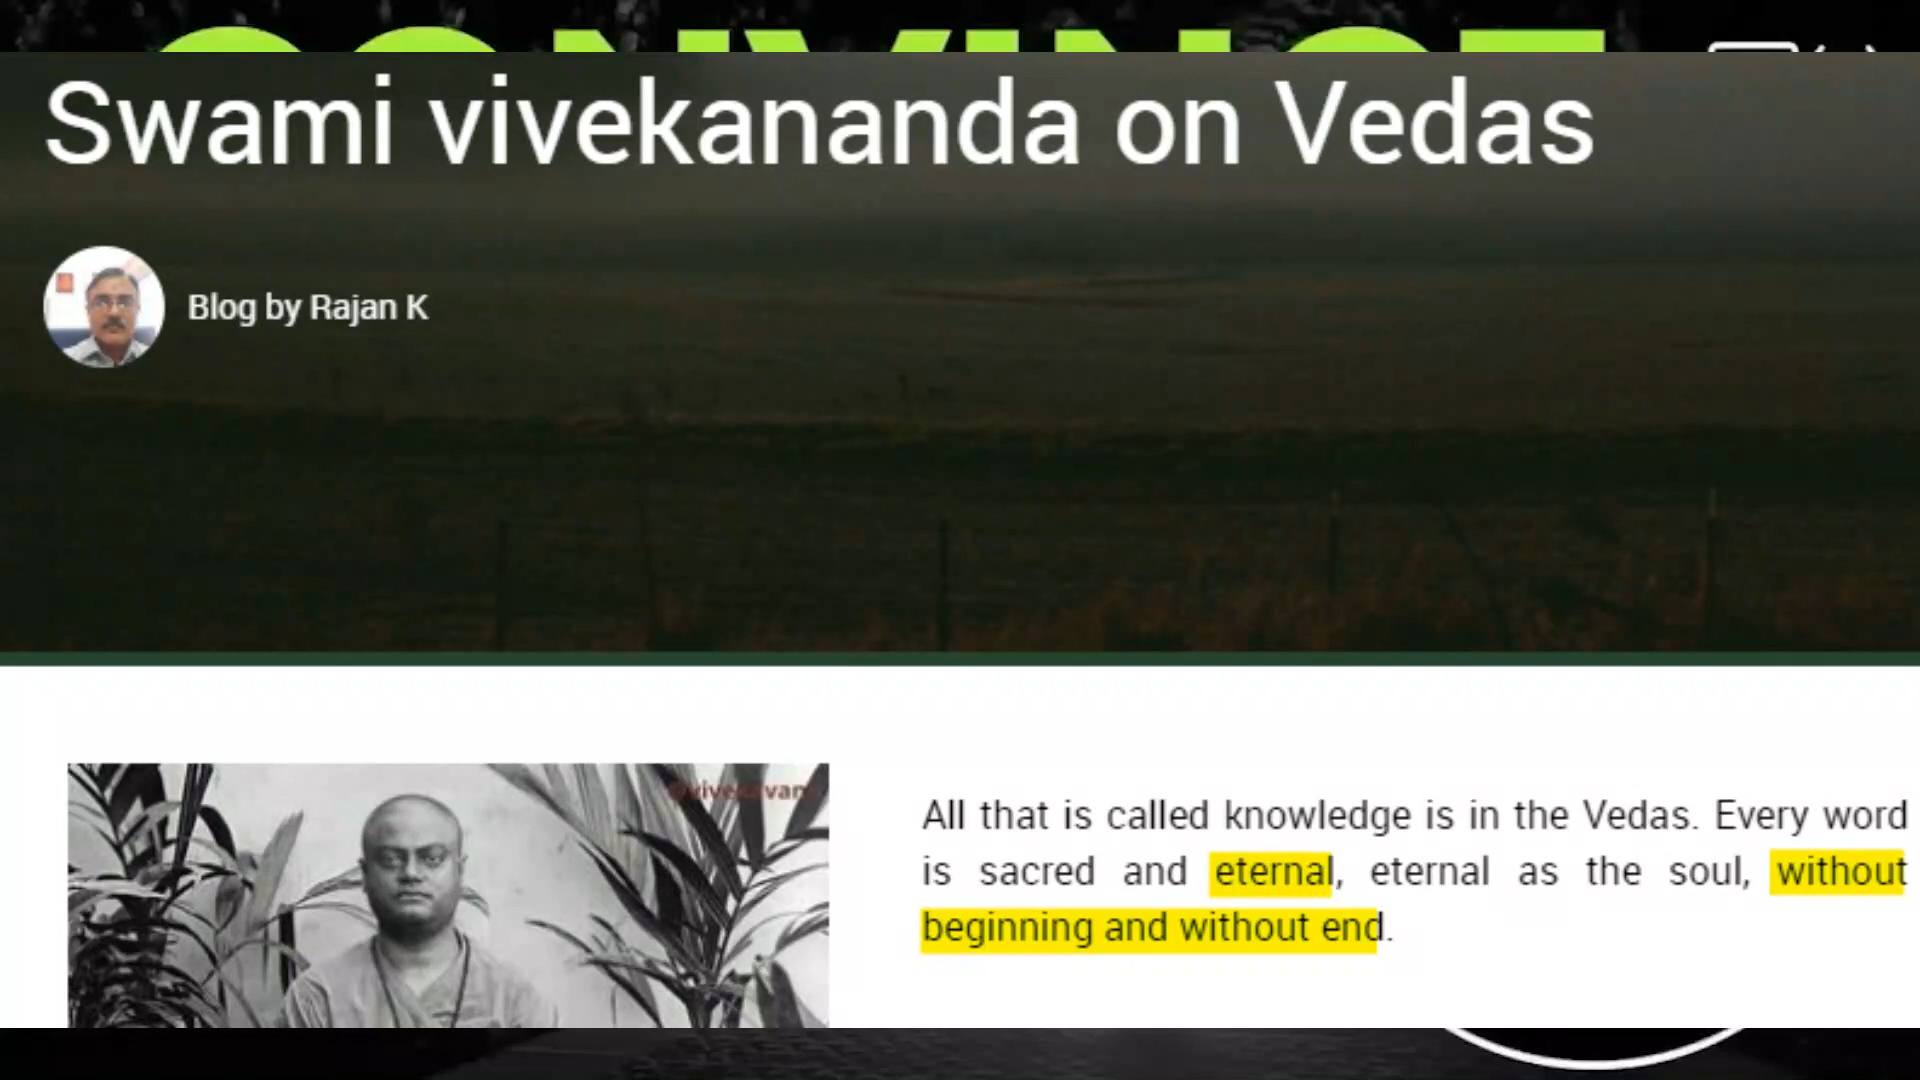 Swami vivekananda on Vedas
Blog by Rajan K
All that is called knowledge is in the Vedas. Every word
is sacred and eternal, eternal as the soul, without
beginning and without end.